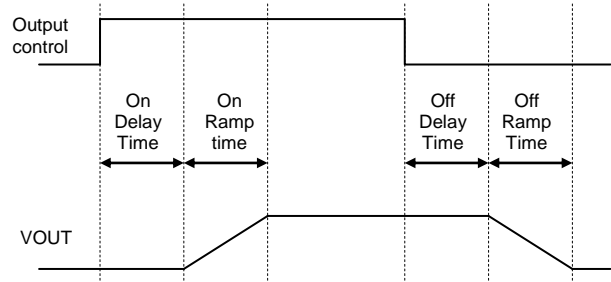 Output
control
On
Delay
Time
On
Ramp
time
Off
Delay
Time
Off
Ramp
Time
VOUT